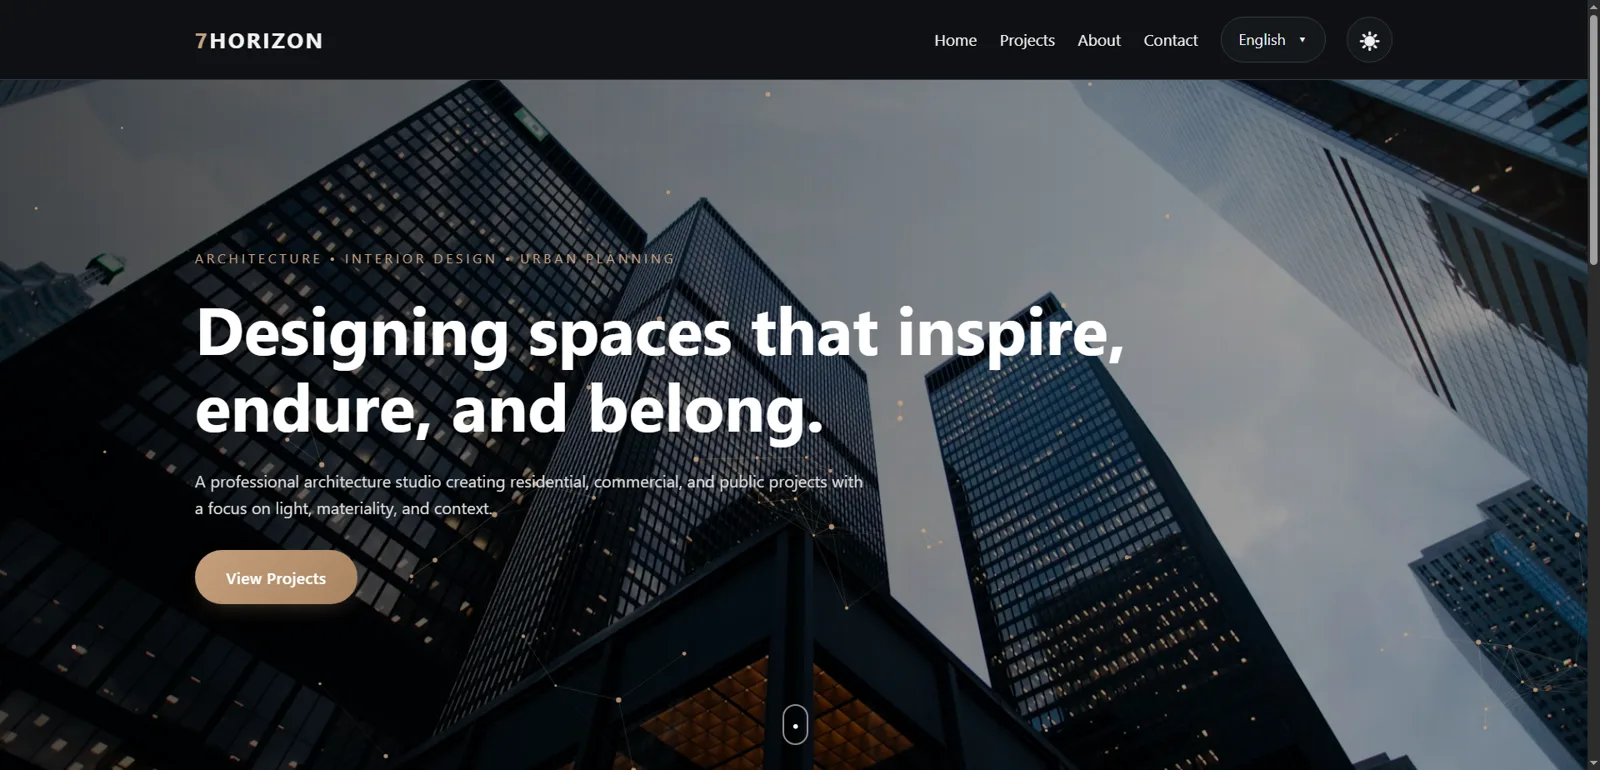 7HORIZON
Home Projects About Contact English
ARCHITECTURE • INTERIOR DESIGN • URBAN PLANNING
Designing spaces that inspire,
endure, and belong.
A professional architecture studio creating residential, commercial, and public projects with
a focus on light, materiality, and context.
View Projects